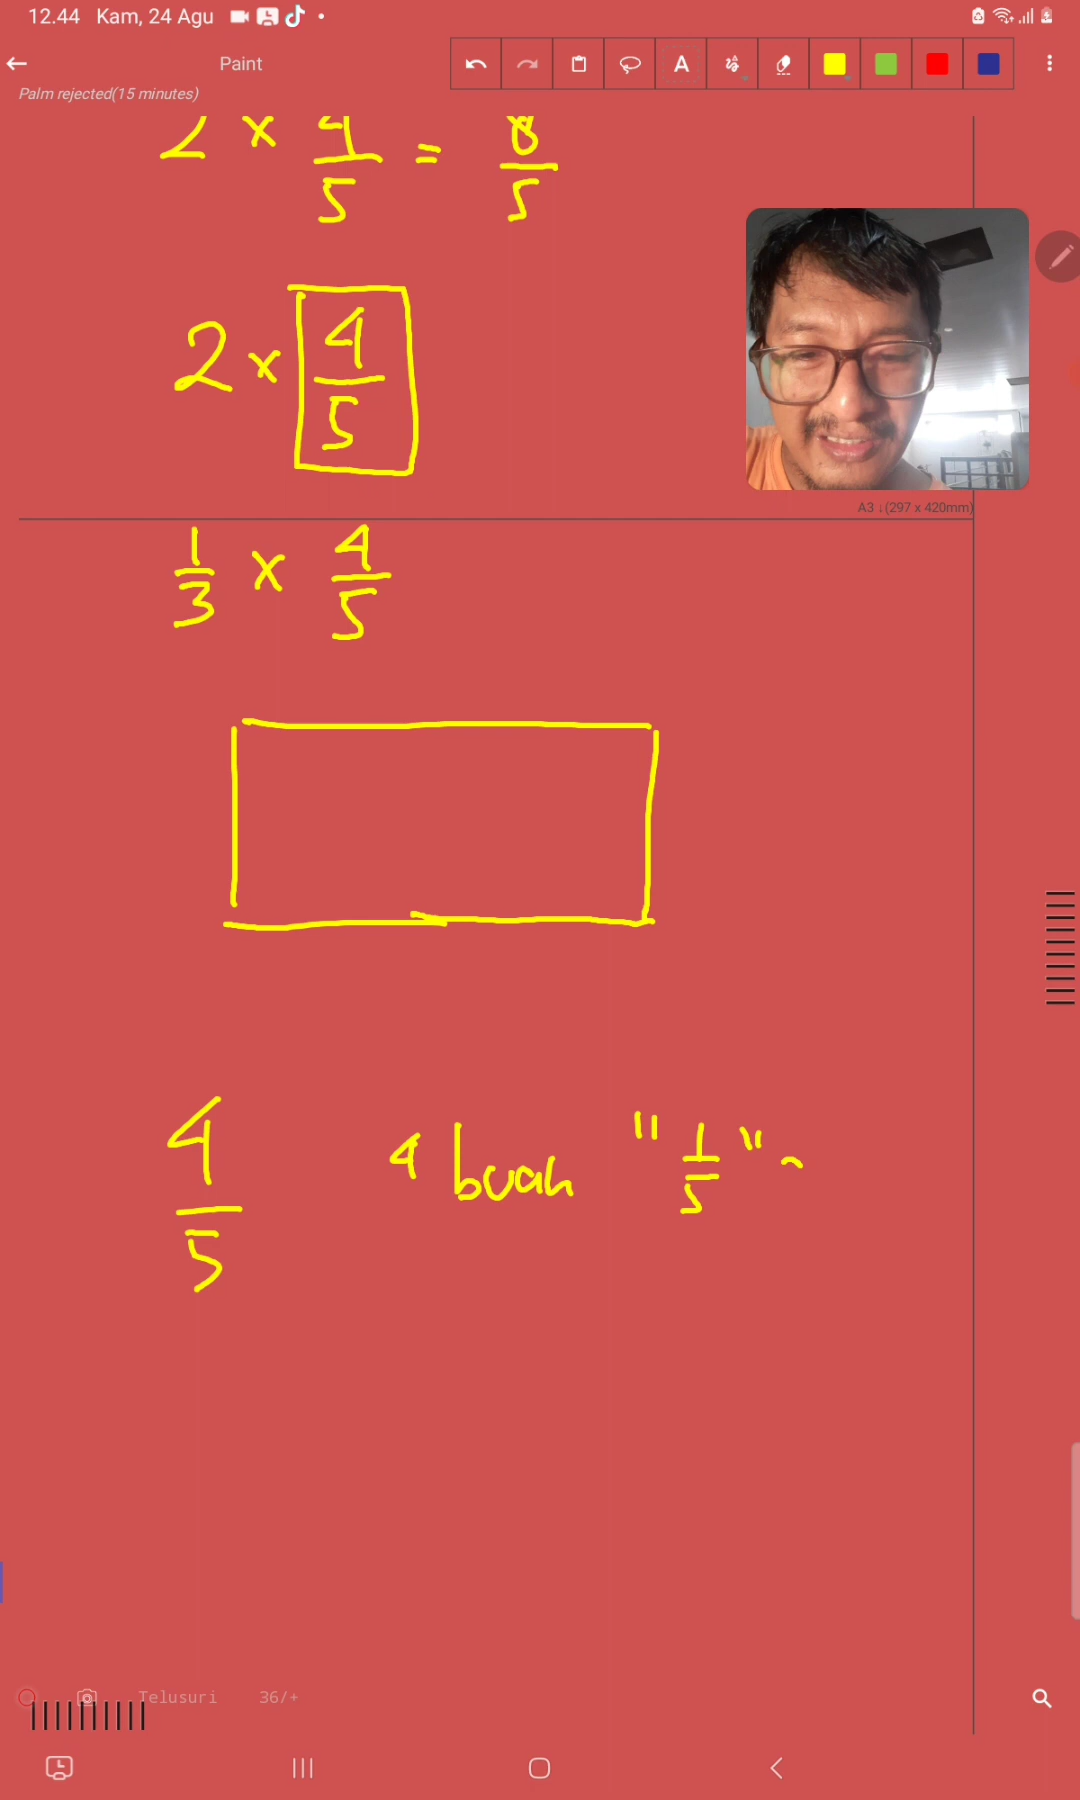 12.44 Kam, 24 Agu
Paint
A
Palm rejected(15 minutes)
2 × 4/5 = 8/5
2 × 4/5
A3 ↓(297 x 420mm)
1/3 × 4/5
4/5 4 buah "1/5"~
Telusuri 36/+